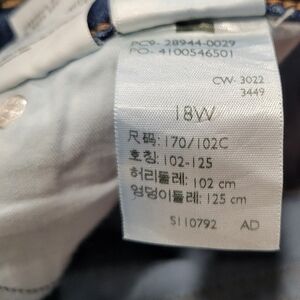 PC9- 28944-0029
PO- 4100546501
CW- 3022
3449
18W
尺码: 170/102C
호칭: 102-125
허리둘레: 102 cm
엉덩이둘레: 125 cm
S110792 AD